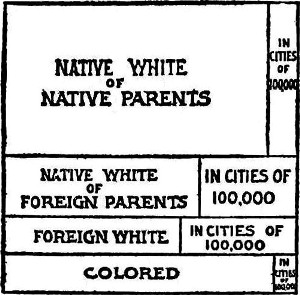 NATIVE WHITE
OF
NATIVE PARENTS
IN
CITIES
OF
100,000
NATIVE WHITE
OF
FOREIGN PARENTS
IN CITIES OF
100,000
FOREIGN WHITE
IN CITIES OF
100,000
COLORED
IN
CITIES
OF
100,000